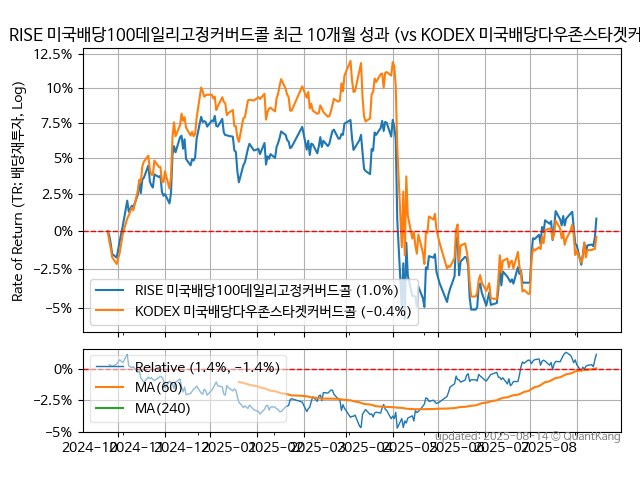 RISE 미국배당100데일리고정커버드콜 최근 10개월 성과 (vs KODEX 미국배당다우존스타겟커
Rate of Return (TR: 배당재투자, Log)
12.5%
10%
7.5%
5%
2.5%
0%
−2.5%
−5%
RISE 미국배당100데일리고정커버드콜 (1.0%)
KODEX 미국배당다우존스타겟커버드콜 (−0.4%)
0%
−2.5%
−5%
Relative (1.4%, −1.4%)
MA(60)
MA(240)
updated: 2025-08-14 © QuantKang
2024-10 2024-11 2024-12 2025-01 2025-02 2025-03 2025-04 2025-05 2025-06 2025-07 2025-08